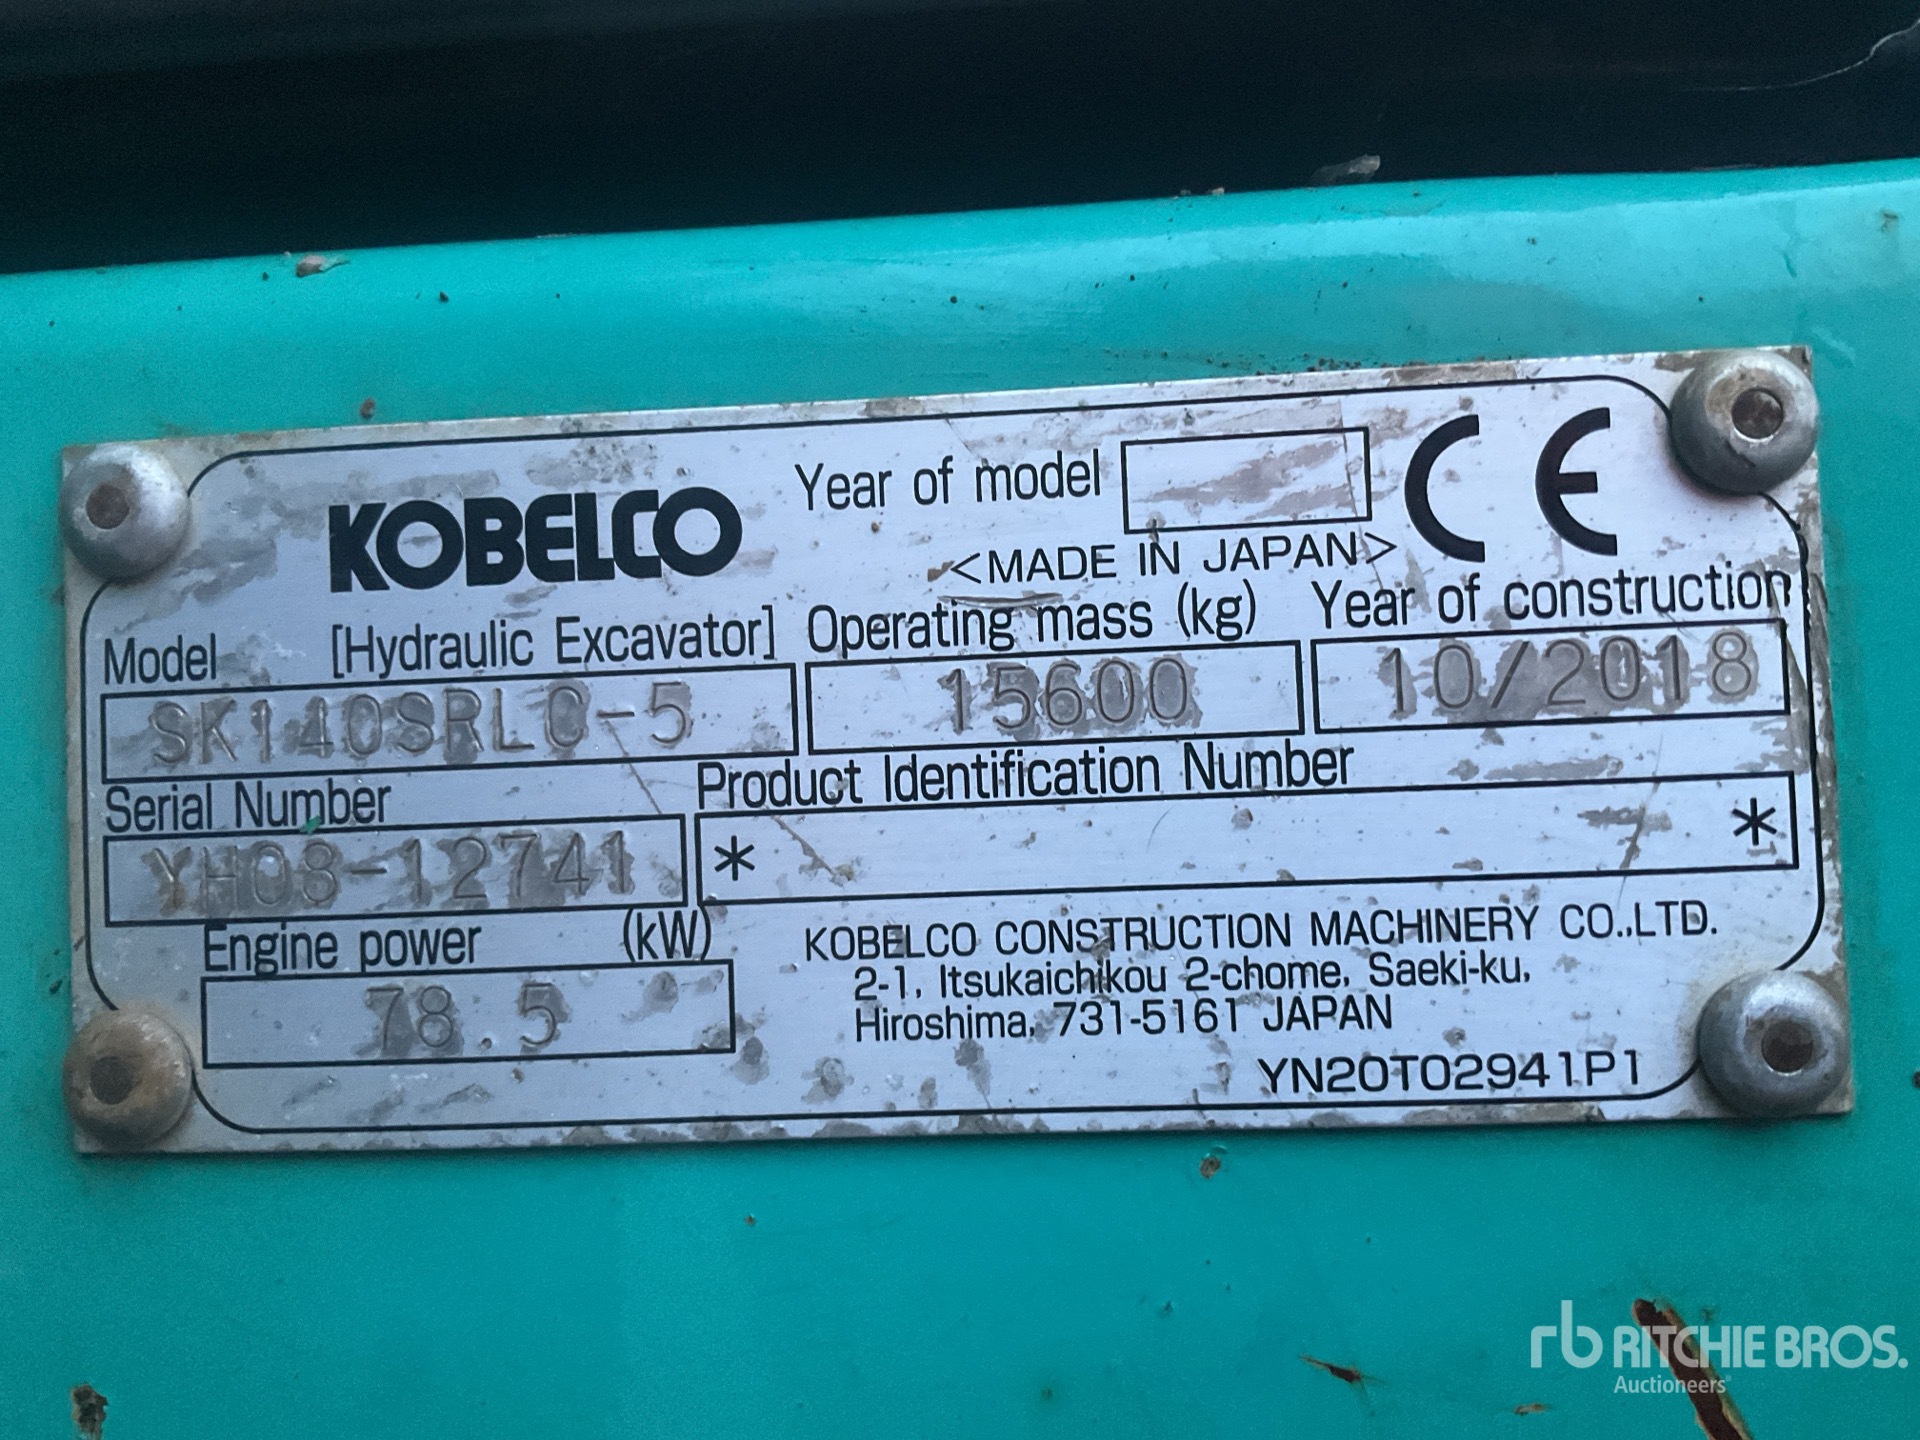 KOBELCO
Year of model
CE
<MADE IN JAPAN>
Model [Hydraulic Excavator]
Operating mass (kg)
Year of construction
SK140SRLC-5
15600
10/2018
Serial Number
Product Identification Number
YH08-12741
* *
Engine power (kW)
78.5
KOBELCO CONSTRUCTION MACHINERY CO.,LTD.
2-1, Itsukaichikou 2-chome, Saeki-ku,
Hiroshima, 731-5161 JAPAN
YN20T02941P1
rb RITCHIE BROS.
Auctioneers